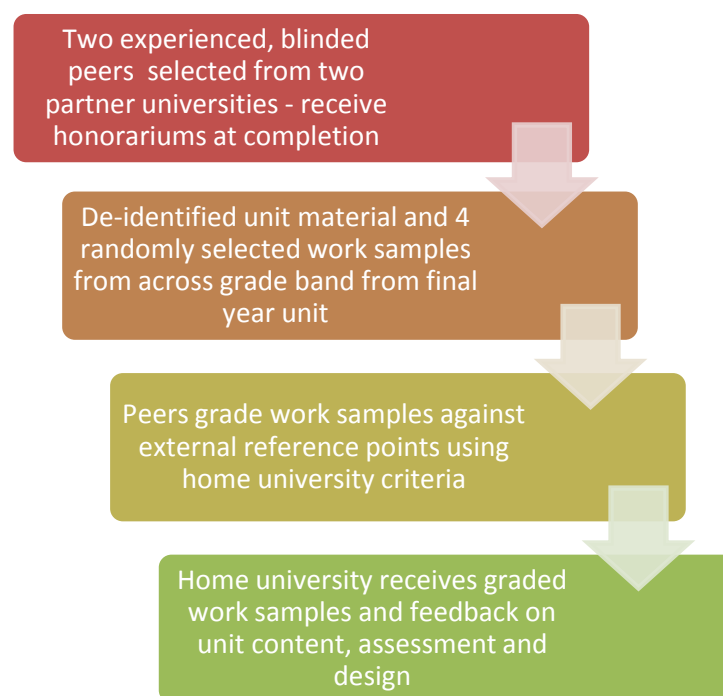 Two experienced, blinded
peers selected from two
partner universities - receive
honorariums at completion
De-identified unit material and 4
randomly selected work samples
from across grade band from final
year unit
Peers grade work samples against
external reference points using
home university criteria
Home university receives graded
work samples and feedback on
unit content, assessment and
design